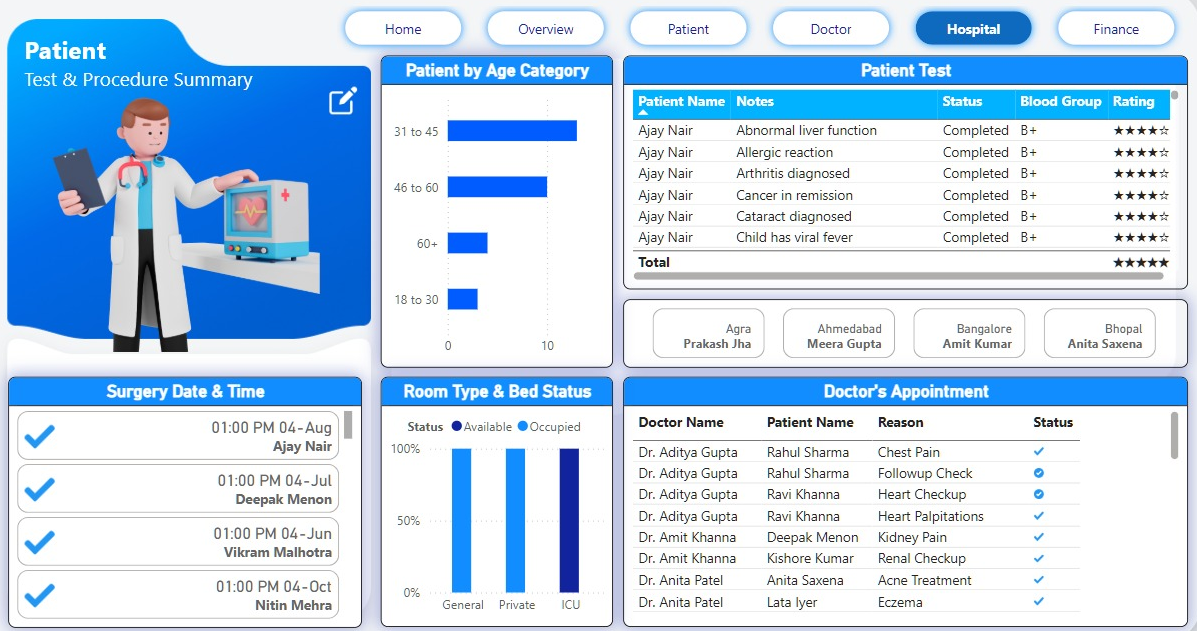 Home Overview Patient Doctor Hospital Finance
Patient
Test & Procedure Summary
Patient by Age Category
31 to 45
46 to 60
60+
18 to 30
0 10
Patient Test
Patient Name Notes Status Blood Group Rating
Ajay Nair Abnormal liver function Completed B+ ★★★★☆
Ajay Nair Allergic reaction Completed B+ ★★★★☆
Ajay Nair Arthritis diagnosed Completed B+ ★★★★☆
Ajay Nair Cancer in remission Completed B+ ★★★★☆
Ajay Nair Cataract diagnosed Completed B+ ★★★★☆
Ajay Nair Child has viral fever Completed B+ ★★★★☆
Total ★★★★★
Agra
Prakash Jha
Ahmedabad
Meera Gupta
Bangalore
Amit Kumar
Bhopal
Anita Saxena
Surgery Date & Time
01:00 PM 04-Aug
Ajay Nair
01:00 PM 04-Jul
Deepak Menon
01:00 PM 04-Jun
Vikram Malhotra
01:00 PM 04-Oct
Nitin Mehra
Room Type & Bed Status
Status Available Occupied
100%
50%
0%
General Private ICU
Doctor's Appointment
Doctor Name Patient Name Reason Status
Dr. Aditya Gupta Rahul Sharma Chest Pain
Dr. Aditya Gupta Rahul Sharma Followup Check
Dr. Aditya Gupta Ravi Khanna Heart Checkup
Dr. Aditya Gupta Ravi Khanna Heart Palpitations
Dr. Amit Khanna Deepak Menon Kidney Pain
Dr. Amit Khanna Kishore Kumar Renal Checkup
Dr. Anita Patel Anita Saxena Acne Treatment
Dr. Anita Patel Lata Iyer Eczema